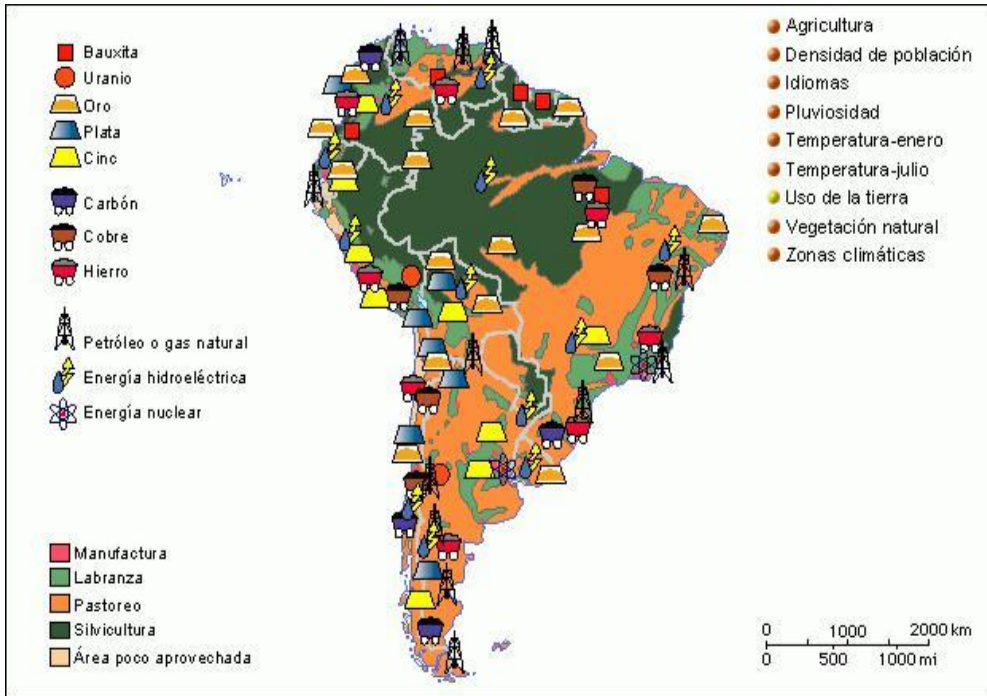 Bauxita
Uranio
Oro
Plata
Cinc
Carbón
Cobre
Hierro
Petróleo o gas natural
Energía hidroeléctrica
Energía nuclear
Manufactura
Labranza
Pastoreo
Silvicultura
Área poco aprovechada
Agricultura
Densidad de población
Idiomas
Pluviosidad
Temperatura-enero
Temperatura-julio
Uso de la tierra
Vegetación natural
Zonas climáticas
0 1000 2000 km
0 500 1000 mi